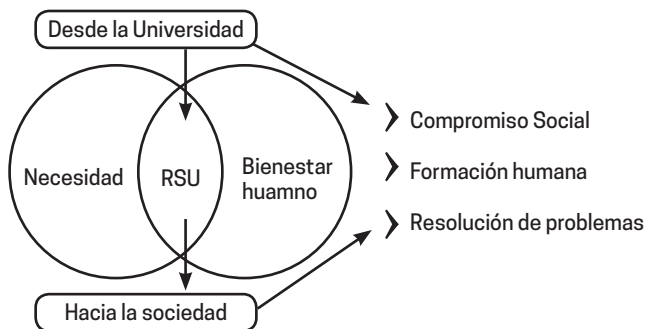 Desde la Universidad
Necesidad
RSU
Bienestar
huamno
Compromiso Social
Formación humana
Resolución de problemas
Hacia la sociedad